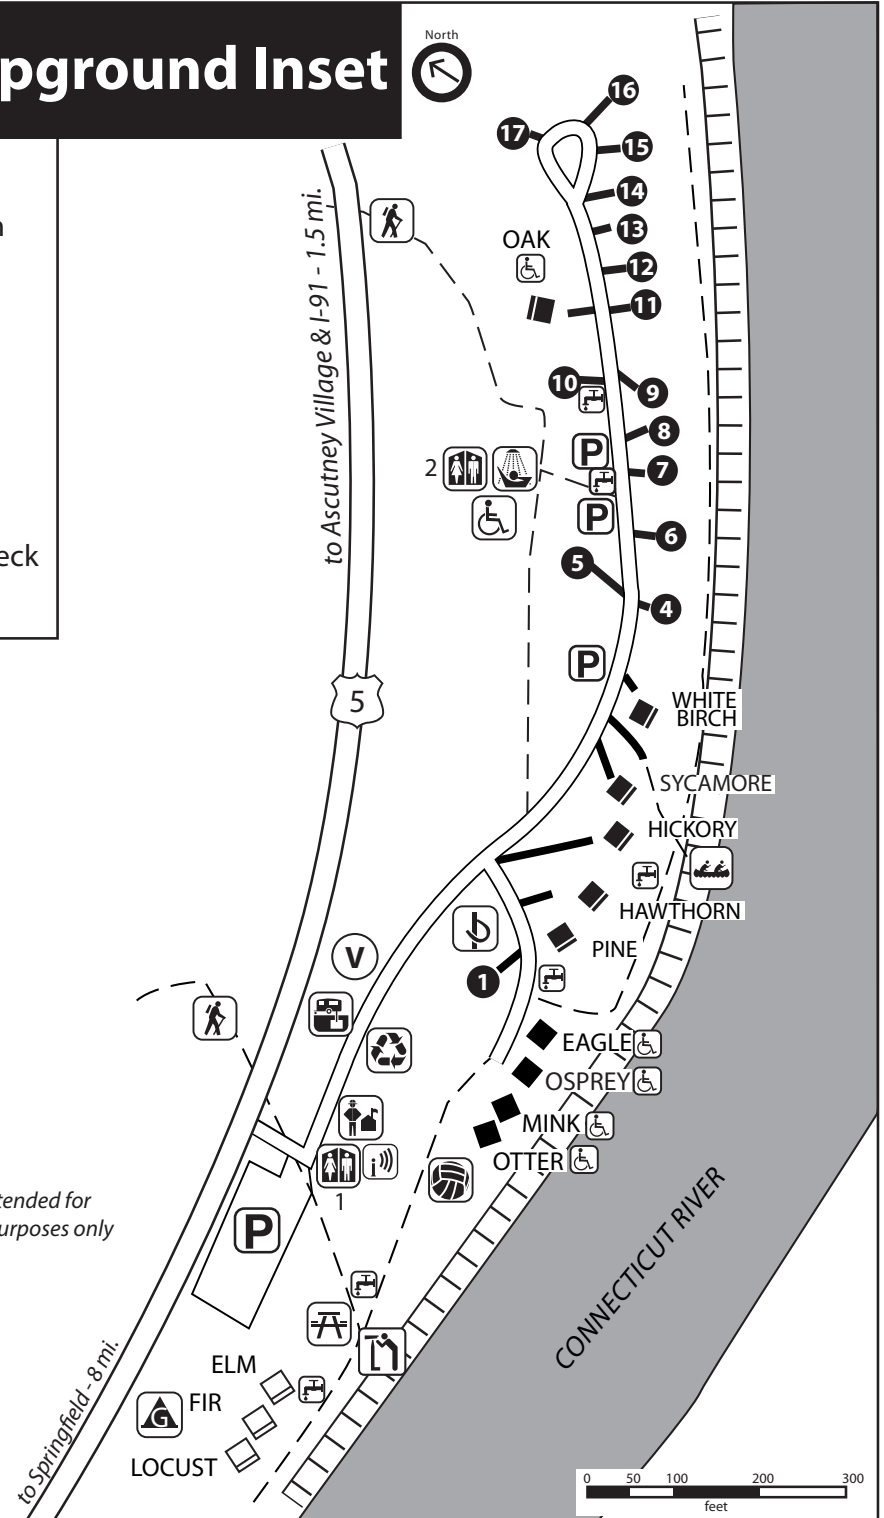 pground Inset
North
16
17
15
14
13
OAK
12
11
10
9
8
P
2
7
P
6
5
4
P
to Ascutney Village & I-91 - 1.5 mi.
eck
5
WHITE
BIRCH
SYCAMORE
HICKORY
HAWTHORN
PINE
V
1
EAGLE
OSPREY
MINK
OTTER
i
1
tended for
urposes only
P
CONNECTICUT RIVER
to Springfield - 8 mi.
ELM
G
FIR
LOCUST
0 50 100 200 300
feet